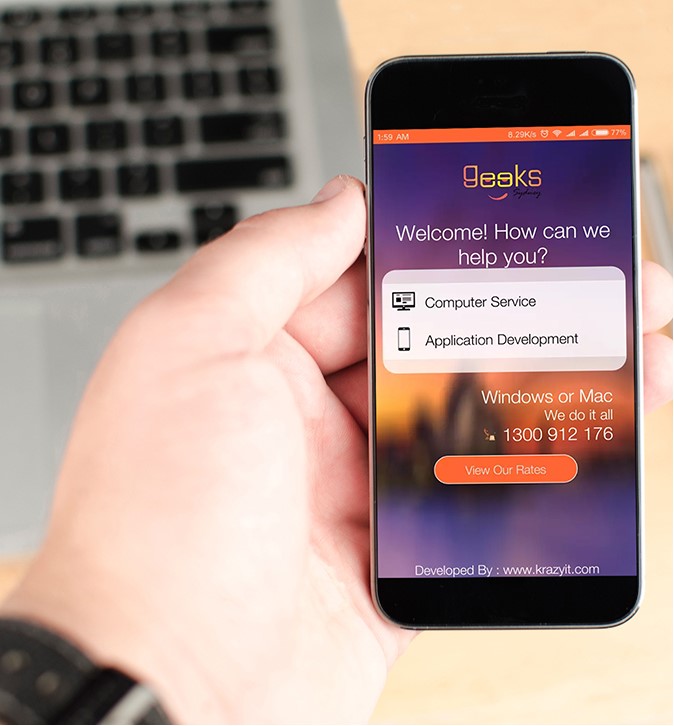 1:59 AM 8.29K/s 77%
geeks
Welcome! How can we
help you?
Computer Service
Application Development
Windows or Mac
We do it all
1300 912 176
View Our Rates
Developed By : www.krazyit.com